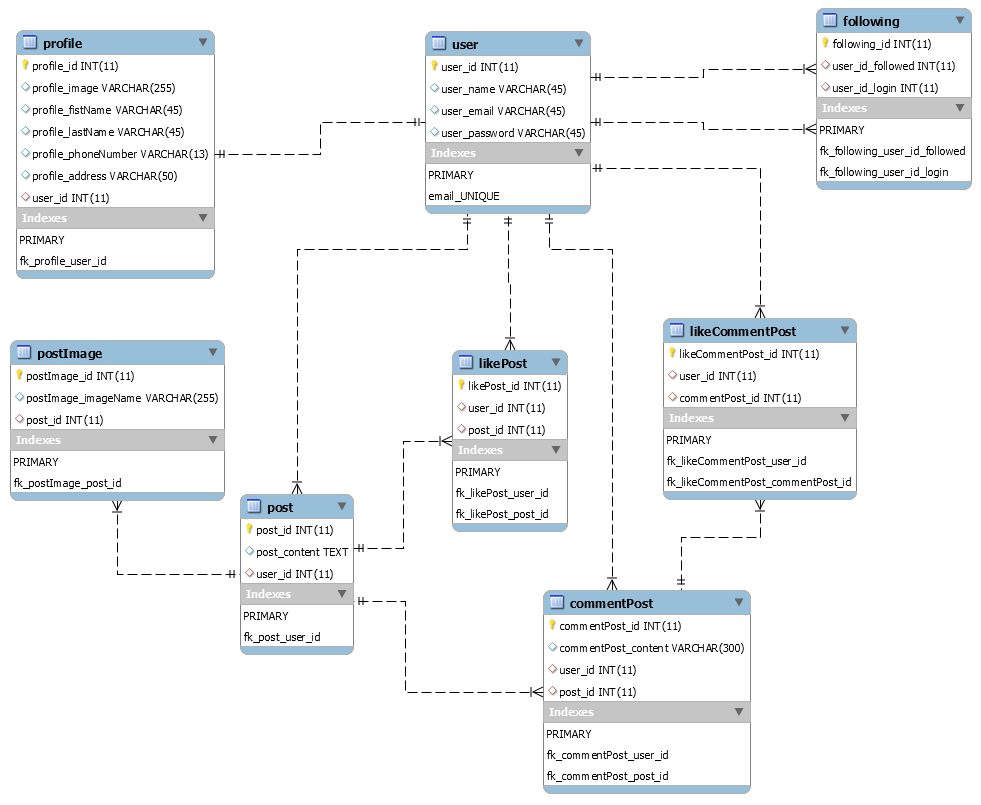 profile
profile_id INT(11)
profile_image VARCHAR(255)
profile_fistName VARCHAR(45)
profile_lastName VARCHAR(45)
profile_phoneNumber VARCHAR(13)
profile_address VARCHAR(50)
user_id INT(11)
Indexes
PRIMARY
fk_profile_user_id
user
user_id INT(11)
user_name VARCHAR(45)
user_email VARCHAR(45)
user_password VARCHAR(45)
Indexes
PRIMARY
email_UNIQUE
following
following_id INT(11)
user_id_followed INT(11)
user_id_login INT(11)
Indexes
PRIMARY
fk_following_user_id_followed
fk_following_user_id_login
postImage
postImage_id INT(11)
postImage_imageName VARCHAR(255)
post_id INT(11)
Indexes
PRIMARY
fk_postImage_post_id
likePost
likePost_id INT(11)
user_id INT(11)
post_id INT(11)
Indexes
PRIMARY
fk_likePost_user_id
fk_likePost_post_id
likeCommentPost
likeCommentPost_id INT(11)
user_id INT(11)
commentPost_id INT(11)
Indexes
PRIMARY
fk_likeCommentPost_user_id
fk_likeCommentPost_commentPost_id
post
post_id INT(11)
post_content TEXT
user_id INT(11)
Indexes
PRIMARY
fk_post_user_id
commentPost
commentPost_id INT(11)
commentPost_content VARCHAR(300)
user_id INT(11)
post_id INT(11)
Indexes
PRIMARY
fk_commentPost_user_id
fk_commentPost_post_id